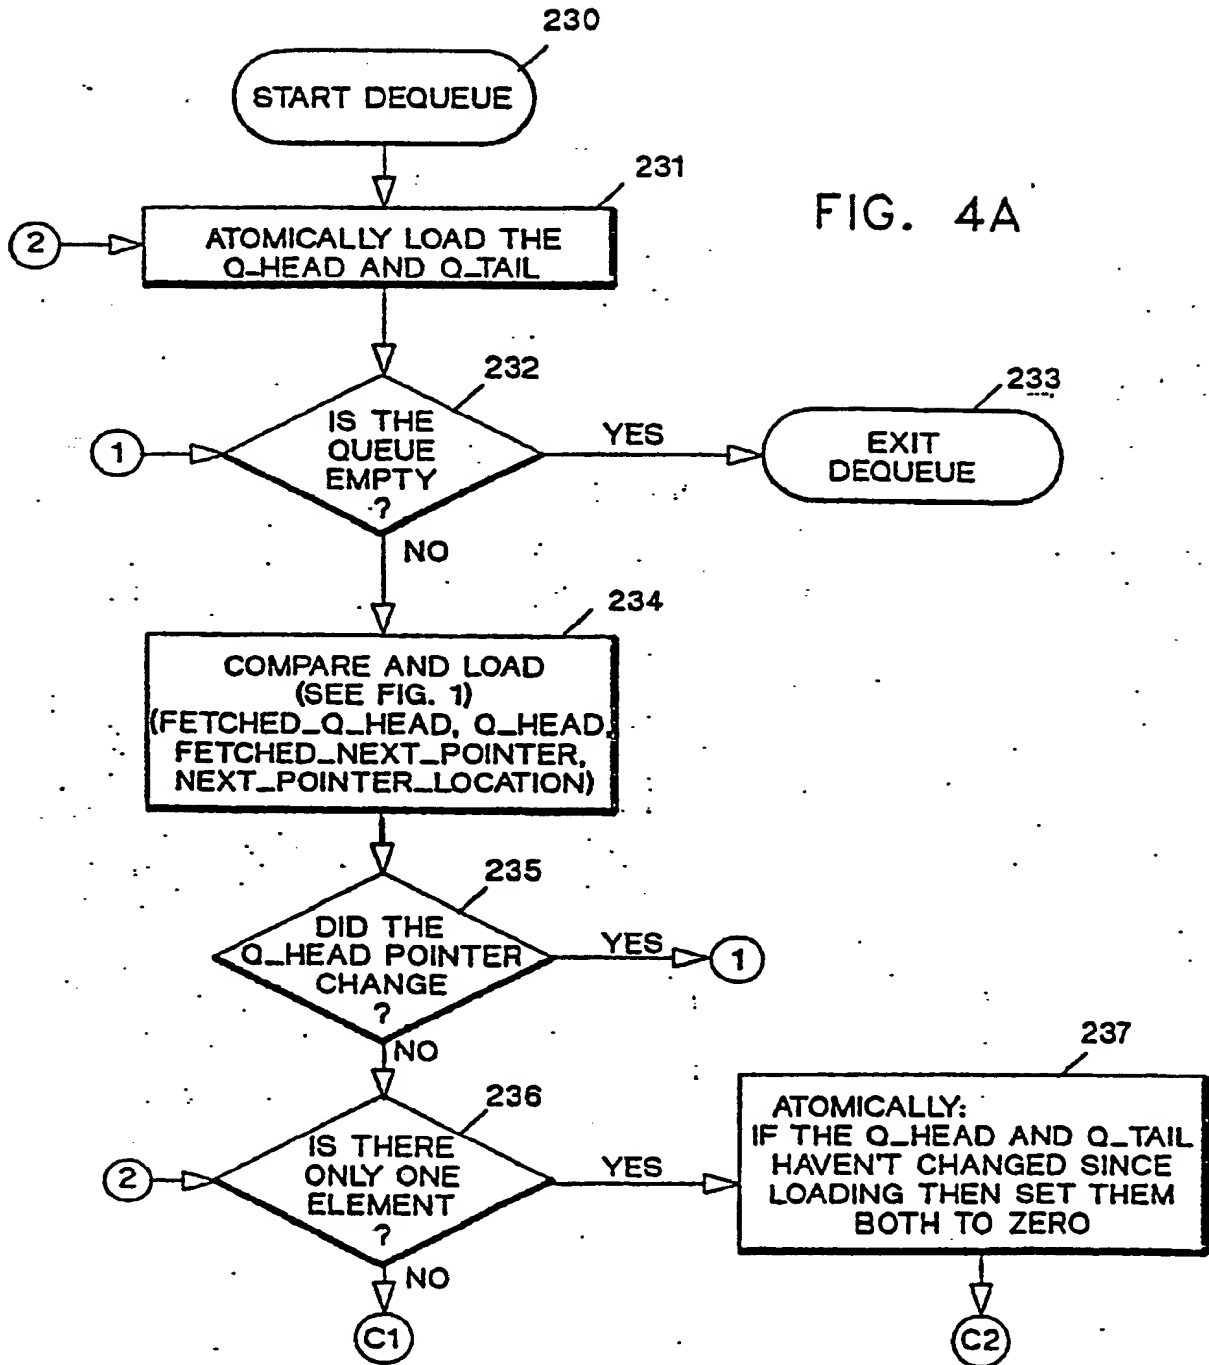 230
START DEQUEUE
231
FIG. 4A
2
ATOMICALLY LOAD THE
Q_HEAD AND Q_TAIL
232
233
1
IS THE
QUEUE
EMPTY
?
YES
EXIT
DEQUEUE
NO
234
COMPARE AND LOAD
(SEE FIG. 1)
(FETCHED_Q_HEAD, Q_HEAD,
FETCHED_NEXT_POINTER,
NEXT_POINTER_LOCATION)
235
DID THE
Q_HEAD POINTER
CHANGE
?
YES
1
NO
236
237
2
IS THERE
ONLY ONE
ELEMENT
?
YES
ATOMICALLY:
IF THE Q_HEAD AND Q_TAIL
HAVEN'T CHANGED SINCE
LOADING THEN SET THEM
BOTH TO ZERO
NO
C1
C2